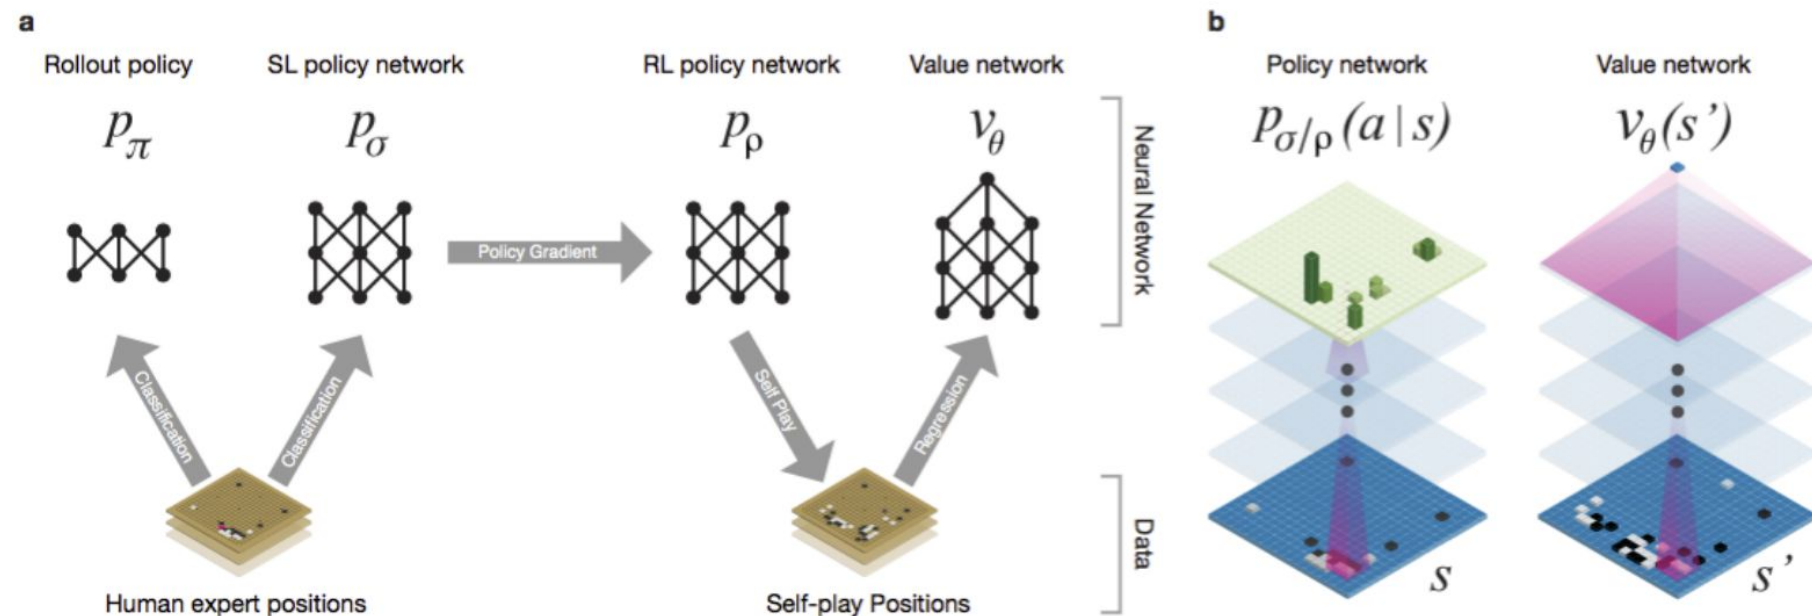 a
Rollout policy
SL policy network
RL policy network
Value network
pπ
pσ
pρ
vθ
Policy Gradient
Classification
Classification
Self Play
Regression
Neural Network
Data
Human expert positions
Self-play Positions
b
Policy network
Value network
pσ/ρ(a|s)
vθ(s’)
s
s’